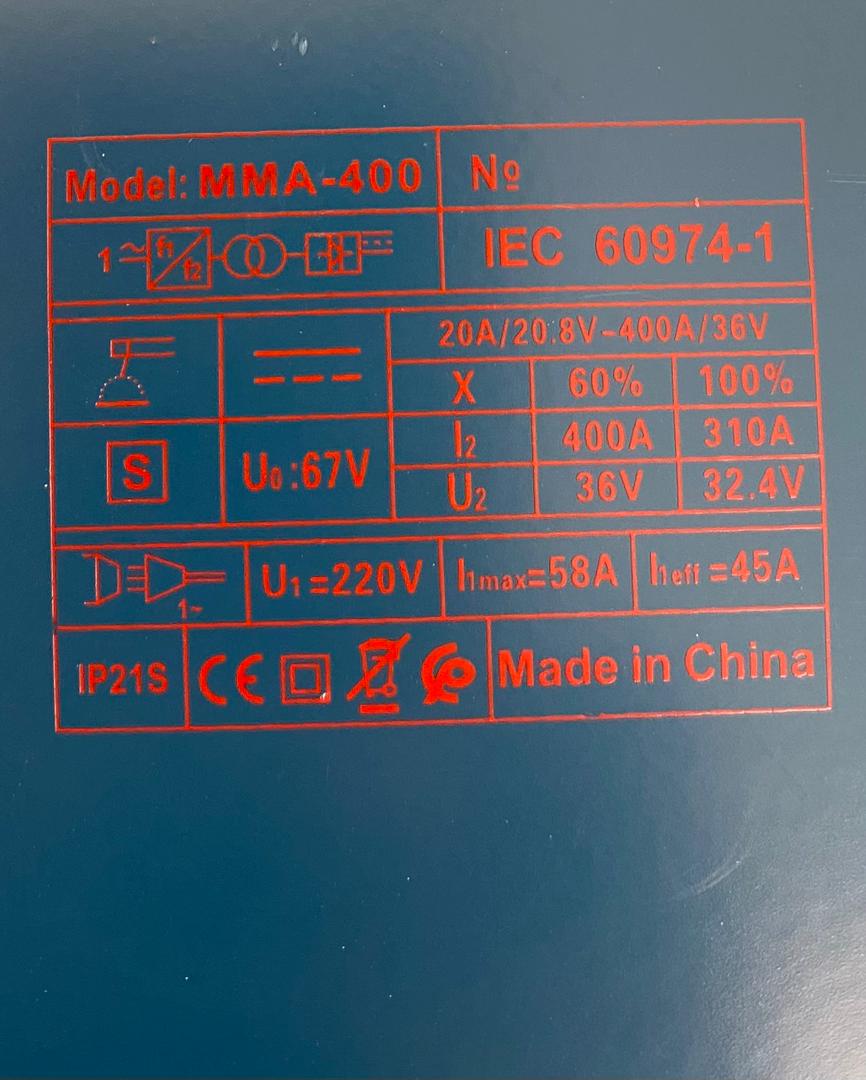 Model: MMA-400
№
1~ f1 f2
IEC 60974-1
20A/20.8V-400A/36V
X 60% 100%
S
U0:67V
I2 400A 310A
U2 36V 32.4V
1~
U1=220V
I1max=58A
I1eff=45A
IP21S
CE
Made in China